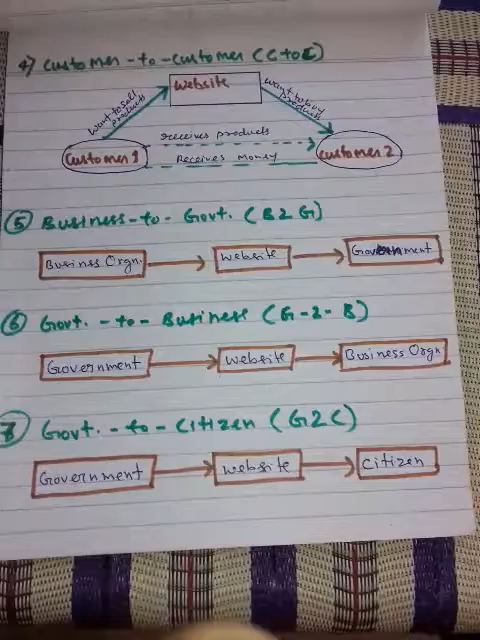 4) Customer-to-customer (C to C)
Website
Want to sell products
want to buy products
receives products
Customer 1
Customer 2
Receives Money
5 Business-to-Govt. (B2G)
Businss Orgn.
Website
Government
6 Govt.-to-Business (G-2-B)
Government
Website
Business Orgn
7 Govt.-to-Citizen (G2C)
Government
Website
Citizen